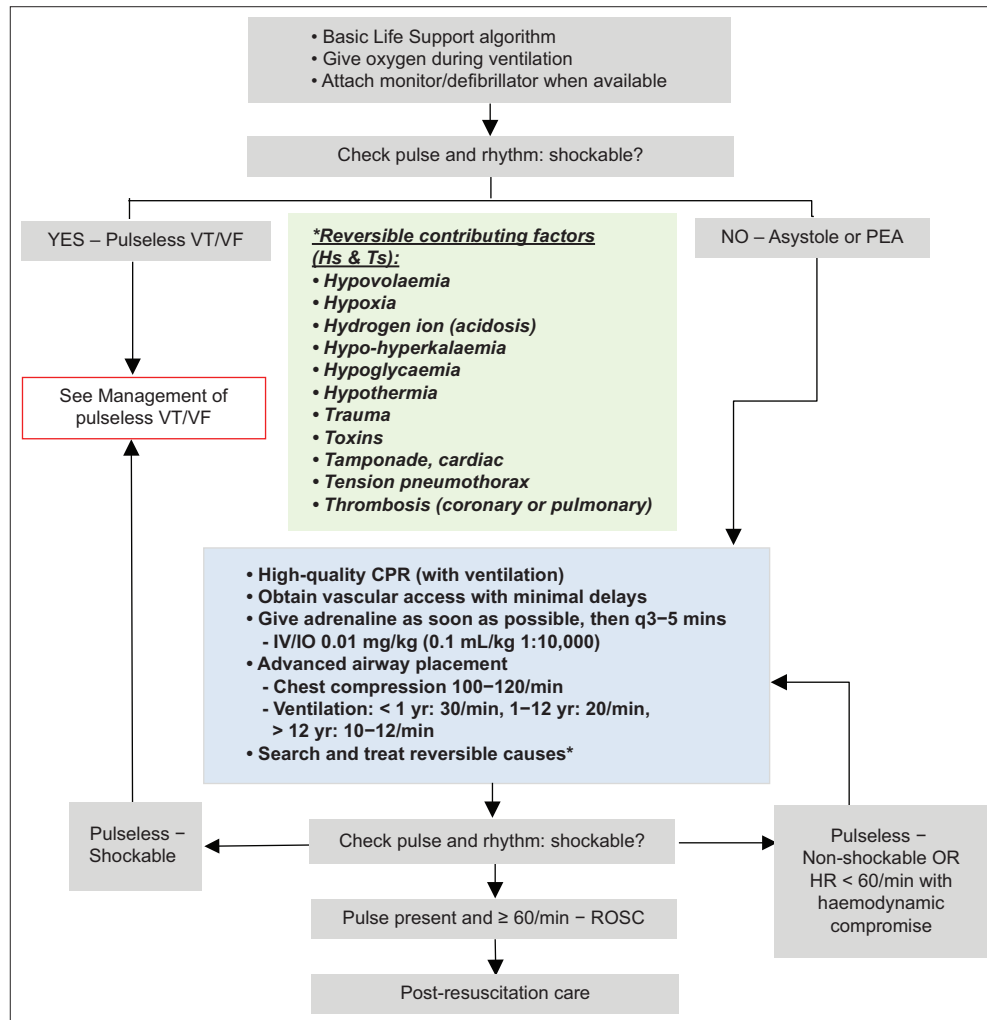 • Basic Life Support algorithm
• Give oxygen during ventilation
• Attach monitor/defibrillator when available
Check pulse and rhythm: shockable?
YES – Pulseless VT/VF
*Reversible contributing factors
(Hs & Ts):
• Hypovolaemia
• Hypoxia
• Hydrogen ion (acidosis)
• Hypo-hyperkalaemia
• Hypoglycaemia
• Hypothermia
• Trauma
• Toxins
• Tamponade, cardiac
• Tension pneumothorax
• Thrombosis (coronary or pulmonary)
NO – Asystole or PEA
See Management of
pulseless VT/VF
• High-quality CPR (with ventilation)
• Obtain vascular access with minimal delays
• Give adrenaline as soon as possible, then q3−5 mins
- IV/IO 0.01 mg/kg (0.1 mL/kg 1:10,000)
• Advanced airway placement
- Chest compression 100−120/min
- Ventilation: < 1 yr: 30/min, 1−12 yr: 20/min,
> 12 yr: 10−12/min
• Search and treat reversible causes*
Pulseless −
Shockable
Check pulse and rhythm: shockable?
Pulseless −
Non-shockable OR
HR < 60/min with
haemodynamic
compromise
Pulse present and ≥ 60/min − ROSC
Post-resuscitation care